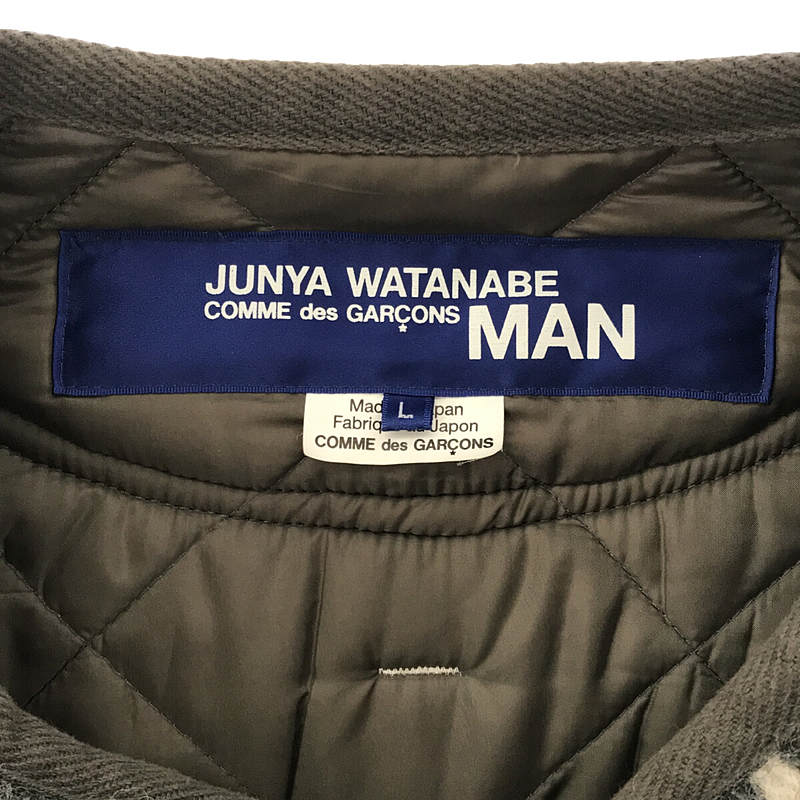 JUNYA WATANABE
COMME des GARÇONS MAN
L
Japon
COMME des GARÇONS